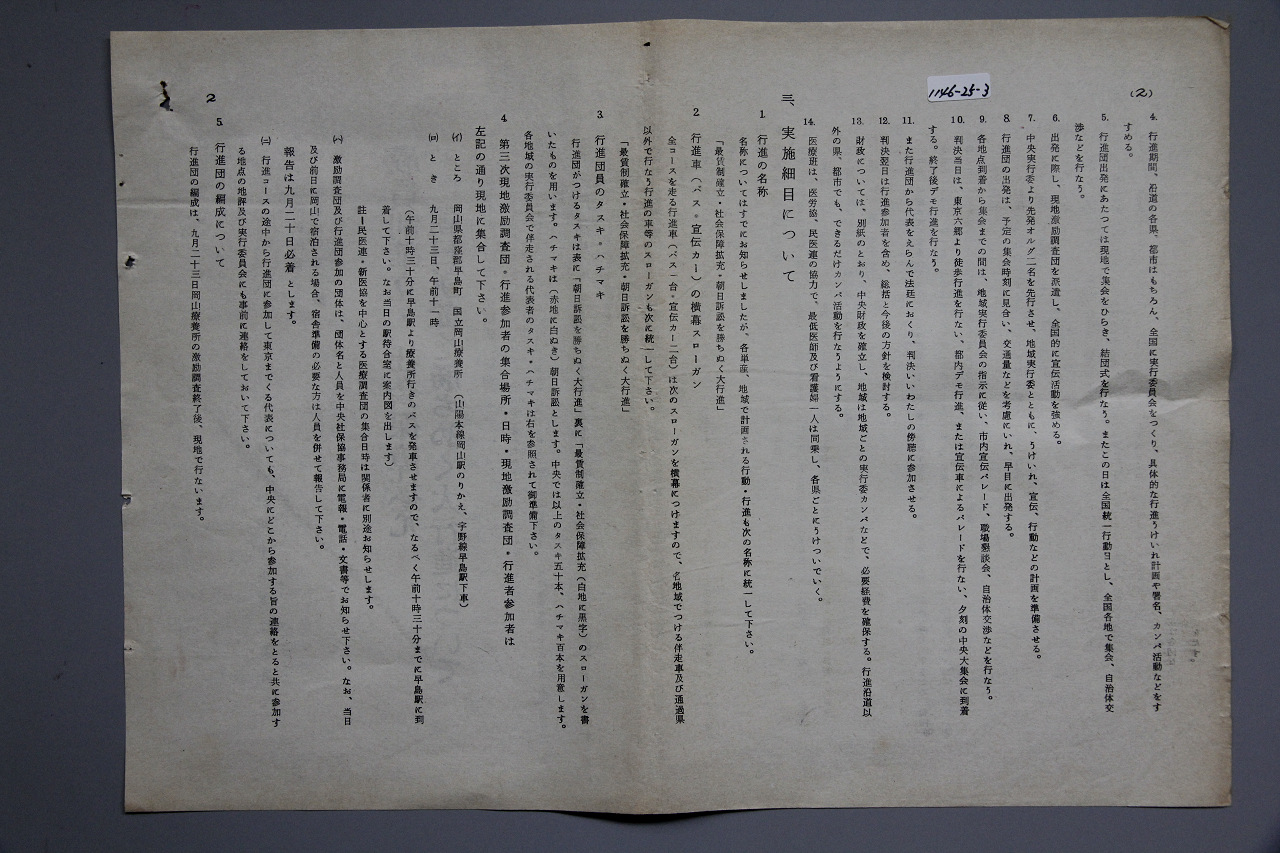 1146-25-3
(2)
4. 行進期間、沿道の各県、都市はもちろん、全国に実行委員会をつくり、具体的な行進うけいれ計画や署名、カンパ活動などをす
すめる。
5. 行進団出発にあたつては現地で集会をひらき、結団式を行なう。またこの日は全国統一行動日とし、全国各地で集会、自治体交
渉などを行なう。
6. 出発に際し、現地激励調査団を派遣し、全国的に宣伝活動を強める。
7. 中央実行委より先発オルグ二名を先行させ、地域実行委とともに、うけいれ、宣伝、行動などの計画を準備させる。
8. 行進団の出発は、予定の集会時刻に見合い、交通量などを考慮にいれ、早目に出発する。
9. 各地点到着から集会までの間は、地域実行委員会の指示に従い、市内宣伝パレード、職場懇談会、自治体交渉などを行なう。
10. 判決当日は、東京六郷より徒歩行進を行ない、都内デモ行進、または宣伝車によるパレードを行ない、夕刻の中央大集会に到着
する。終了後デモ行進を行なう。
11. また行進団から代表をえらんで法廷におくり、判決いいわたしの傍聴に参加させる。
12. 判決翌日は行進参加者を含め、総括と今後の方針を検討する。
13. 財政については、別紙のとおり、中央財政を確立し、地域は地域ごとの実行委カンパなどで、必要経費を確保する。行進沿道以
外の県、都市でも、できるだけカンパ活動を行なうようにする。
14. 医療班は、医労協、民医連の協力で、最低医師及び看護婦一人は同乗し、各県ごとにうけついでいく。
三、実施細目について
1. 行進の名称
名称についてはすでにお知らせしましたが、各単産、地域で計画される行動・行進も次の名称に統一して下さい。
「最賃制確立・社会保障拡充・朝日訴訟を勝ちぬく大行進」
2. 行進車(バス・宣伝カー)の横幕スローガン
全コースを走る行進車(バス一台・宣伝カー二台)は次のスローガンを横幕につけますので、各地域でつける伴走車及び通過県
以外で行なう行進の車等のスローガンも次に統一して下さい。
「最賃制確立・社会保障拡充・朝日訴訟を勝ちぬく大行進」
3. 行進団員のタスキ・ハチマキ
行進団がつけるタスキは表に「朝日訴訟を勝ちぬく大行進」裏に「最賃制確立・社会保障拡充(白地に黒字)のスローガンを書
いたものを用います。ハチマキは(赤地に白ぬき)朝日訴訟とします。中央では以上のタスキ五十本、ハチマキ百本を用意します。
各地域の実行委員会で伴走される代表者のタスキ・ハチマキは右を参照されて御準備下さい。
4. 第三次現地激励調査団・行進参加者の集合場所・日時・現地激励調査団・行進者参加者は
左記の通り現地に集合して下さい。
(イ) ところ 岡山県都窪郡早島町 国立岡山療養所 (山陽本線岡山駅のりかえ、宇野線早島駅下車)
(ロ) とき 九月二十三日、午前十一時
(午前十時三十分に早島駅より療養所行きのバスを発車させますので、なるべく午前十時三十分までに早島駅に到
着して下さい。なお当日の駅待合室に案内図を出します)
註ー民医連・新医協を中心とする医療調査団の集合日時は関係者に別途お知らせします。
(ハ) 激励調査団及び行進団参加の団体は、団体名と人員を中央社保協事務局に電報・電話・文書等でお知らせ下さい。なお、当日
及び前日に岡山で宿泊される場合、宿舎準備の必要な方は人員を併せて報告して下さい。
報告は九月二十日必着とします。
(ニ) 行進コースの途中から行進団に参加して東京までくる代表についても、中央にどこから参加する旨の連絡をとると共に参加す
る地点の地評及び実行委員会にも事前に連絡をしておいて下さい。
5. 行進団の編成について
行進団の編成は、九月二十三日岡山療養所の激励調査終了後、現地で行ないます。
2